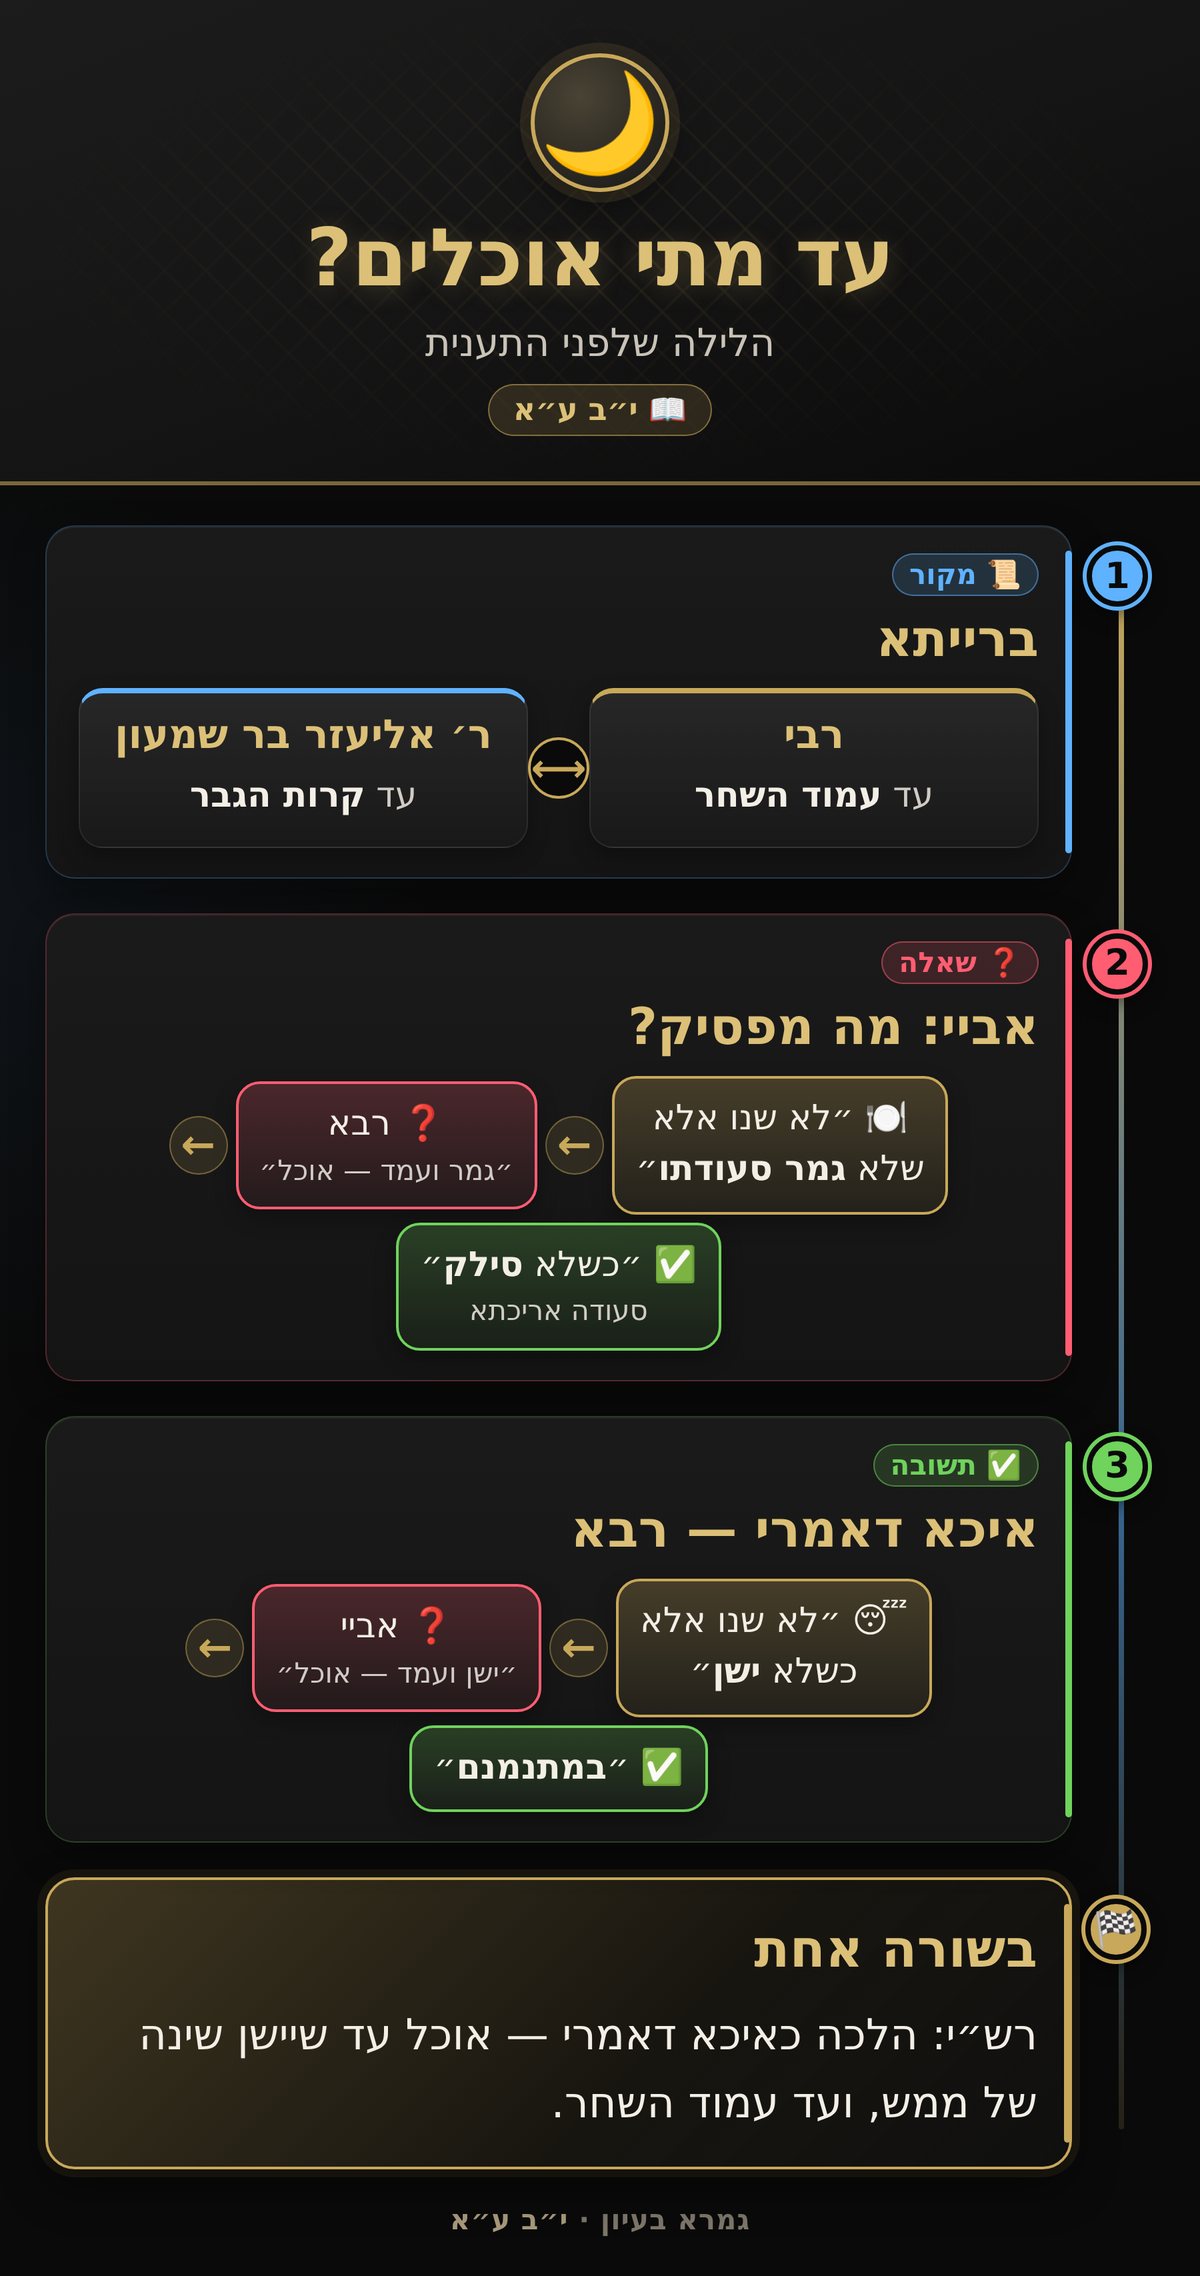 עד מתי אוכלים?
הלילה שלפני התענית
📖 י״ב ע״א
1
📜 מקור
ברייתא
רבי
עד עמוד השחר
⟷
ר׳ אליעזר בר שמעון
עד קרות הגבר
2
❓ שאלה
אביי: מה מפסיק?
🍽️ ״לא שנו אלא
שלא גמר סעודתו״
←
❓ רבא
״גמר ועמד — אוכל״
←
✅ ״כשלא סילק״
סעודה אריכתא
3
✅ תשובה
איכא דאמרי — רבא
😴 ״לא שנו אלא
כשלא ישן״
←
❓ אביי
״ישן ועמד — אוכל״
←
✅ ״במתנמנם״
🏁
בשורה אחת
רש״י: הלכה כאיכא דאמרי — אוכל עד שיישן שינה
של ממש, ועד עמוד השחר.
גמרא בעיון · י״ב ע״א